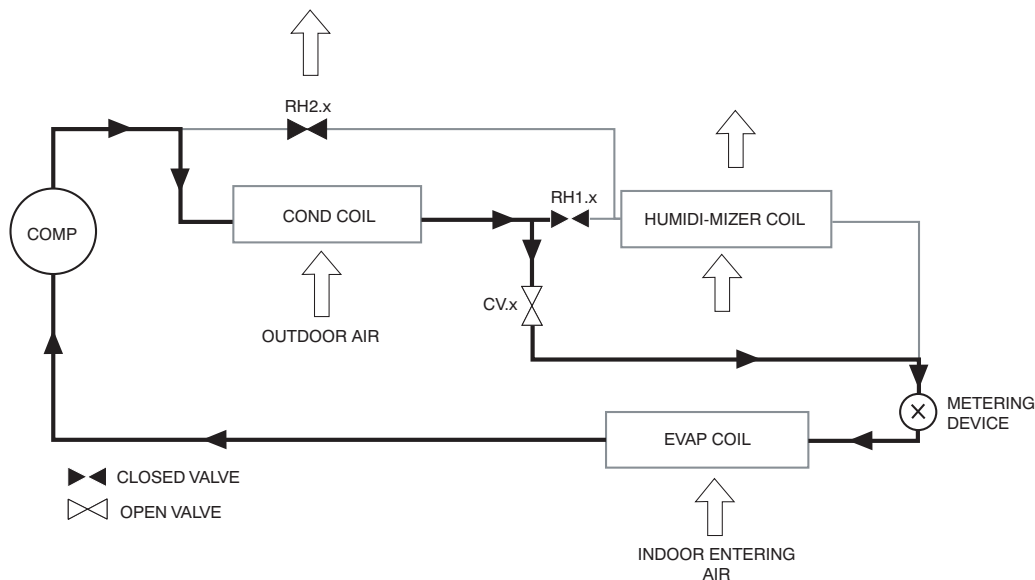 RH2.x
COMP
COND COIL
RH1.x
HUMIDI-MIZER COIL
CV.x
OUTDOOR AIR
METERING
DEVICE
EVAP COIL
CLOSED VALVE
OPEN VALVE
INDOOR ENTERING
AIR